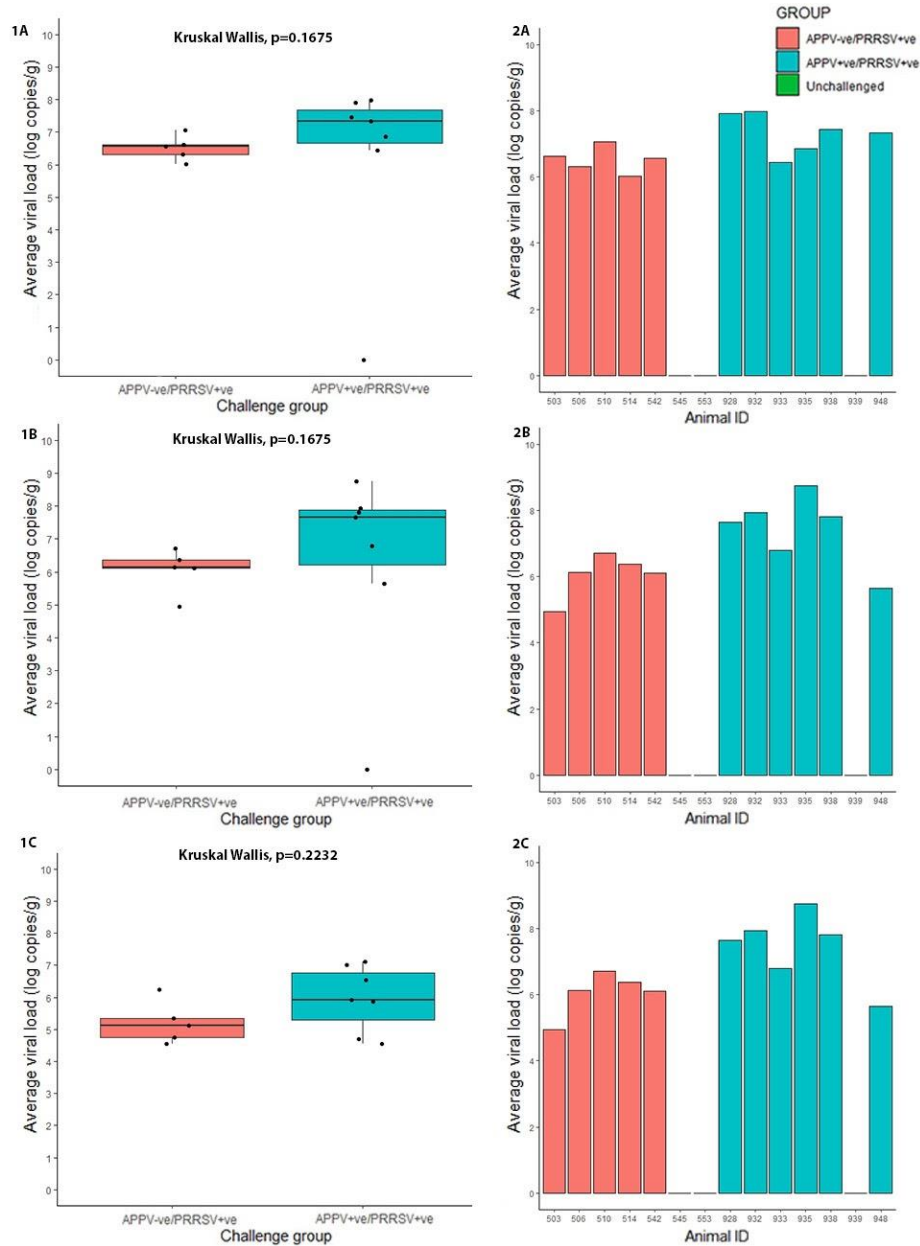 1A
Kruskal Wallis, p=0.1675
Average viral load (log copies/g)
10
9
8
7
6
5
4
3
2
1
0
APPV-ve/PRRSV+ve APPV+ve/PRRSV+ve
Challenge group
2A
GROUP
APPV-ve/PRRSV+ve
APPV+ve/PRRSV+ve
Unchallenged
Average viral load (log copies/g)
10
8
6
4
2
0
503 506 510 514 542 545 553 928 932 933 935 938 939 948
Animal ID
1B
Kruskal Wallis, p=0.1675
Average viral load (log copies/g)
10
9
8
7
6
5
4
3
2
1
0
APPV-ve/PRRSV+ve APPV+ve/PRRSV+ve
Challenge group
2B
Average viral load (log copies/g)
10
8
6
4
2
0
503 506 510 514 542 545 553 928 932 933 935 938 939 948
Animal ID
1C
Kruskal Wallis, p=0.2232
Average viral load (log copies/g)
10
9
8
7
6
5
4
3
2
1
0
APPV-ve/PRRSV+ve APPV+ve/PRRSV+ve
Challenge group
2C
Average viral load (log copies/g)
10
8
6
4
2
0
503 506 510 514 542 545 553 928 932 933 935 938 939 948
Animal ID